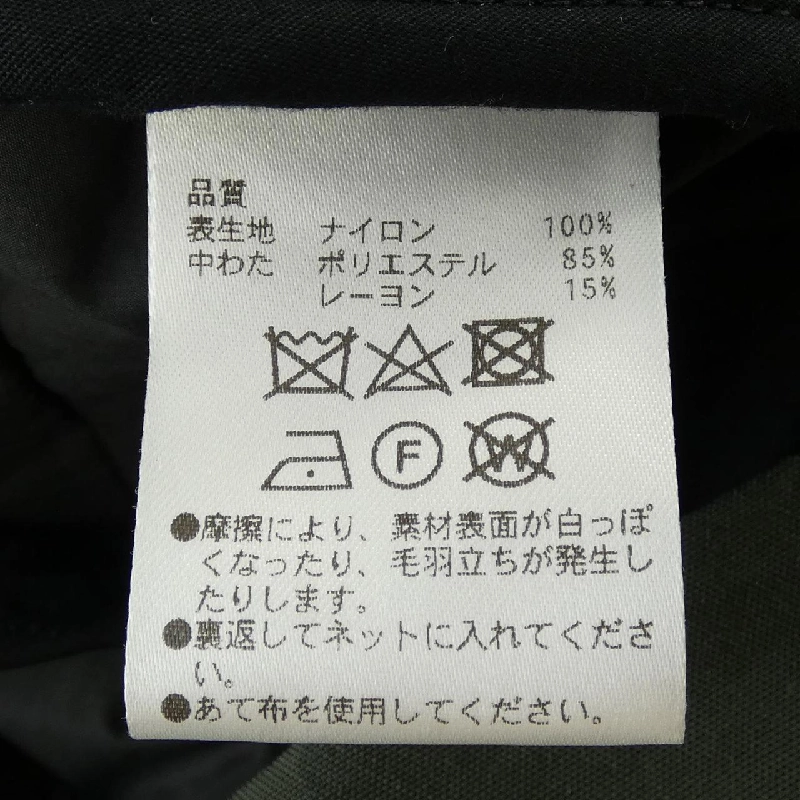 品質
表生地 ナイロン 100%
中わた ポリエステル 85%
レーヨン 15%
F W
●摩擦により、素材表面が白っぽ
くなったり、毛羽立ちが発生し
たりします。
●裏返してネットに入れてくださ
い。
●あて布を使用してください。